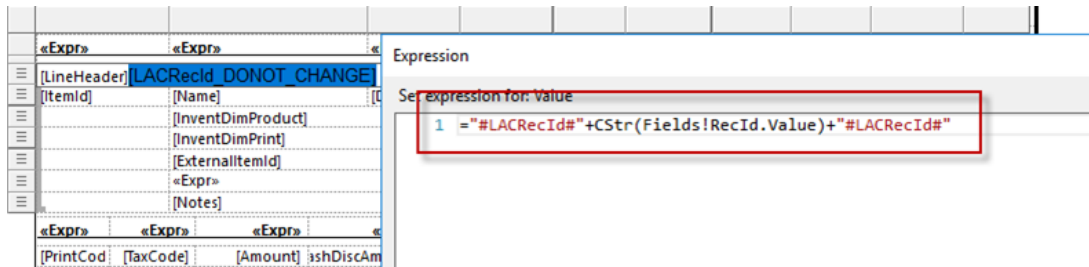 «Expr» «Expr» «
Expression
[LineHeader][LACRecId_DONOT_CHANGE]
[ItemId] [Name] [D
Set expression for: Value
1 ="#LACRecId#"+CStr(Fields!RecId.Value)+"#LACRecId#"
[InventDimProduct]
[InventDimPrint]
[ExternalItemId]
«Expr»
[Notes]
«Expr» «Expr» «Expr» «
[PrintCod [TaxCode] [Amount] ashDiscAm